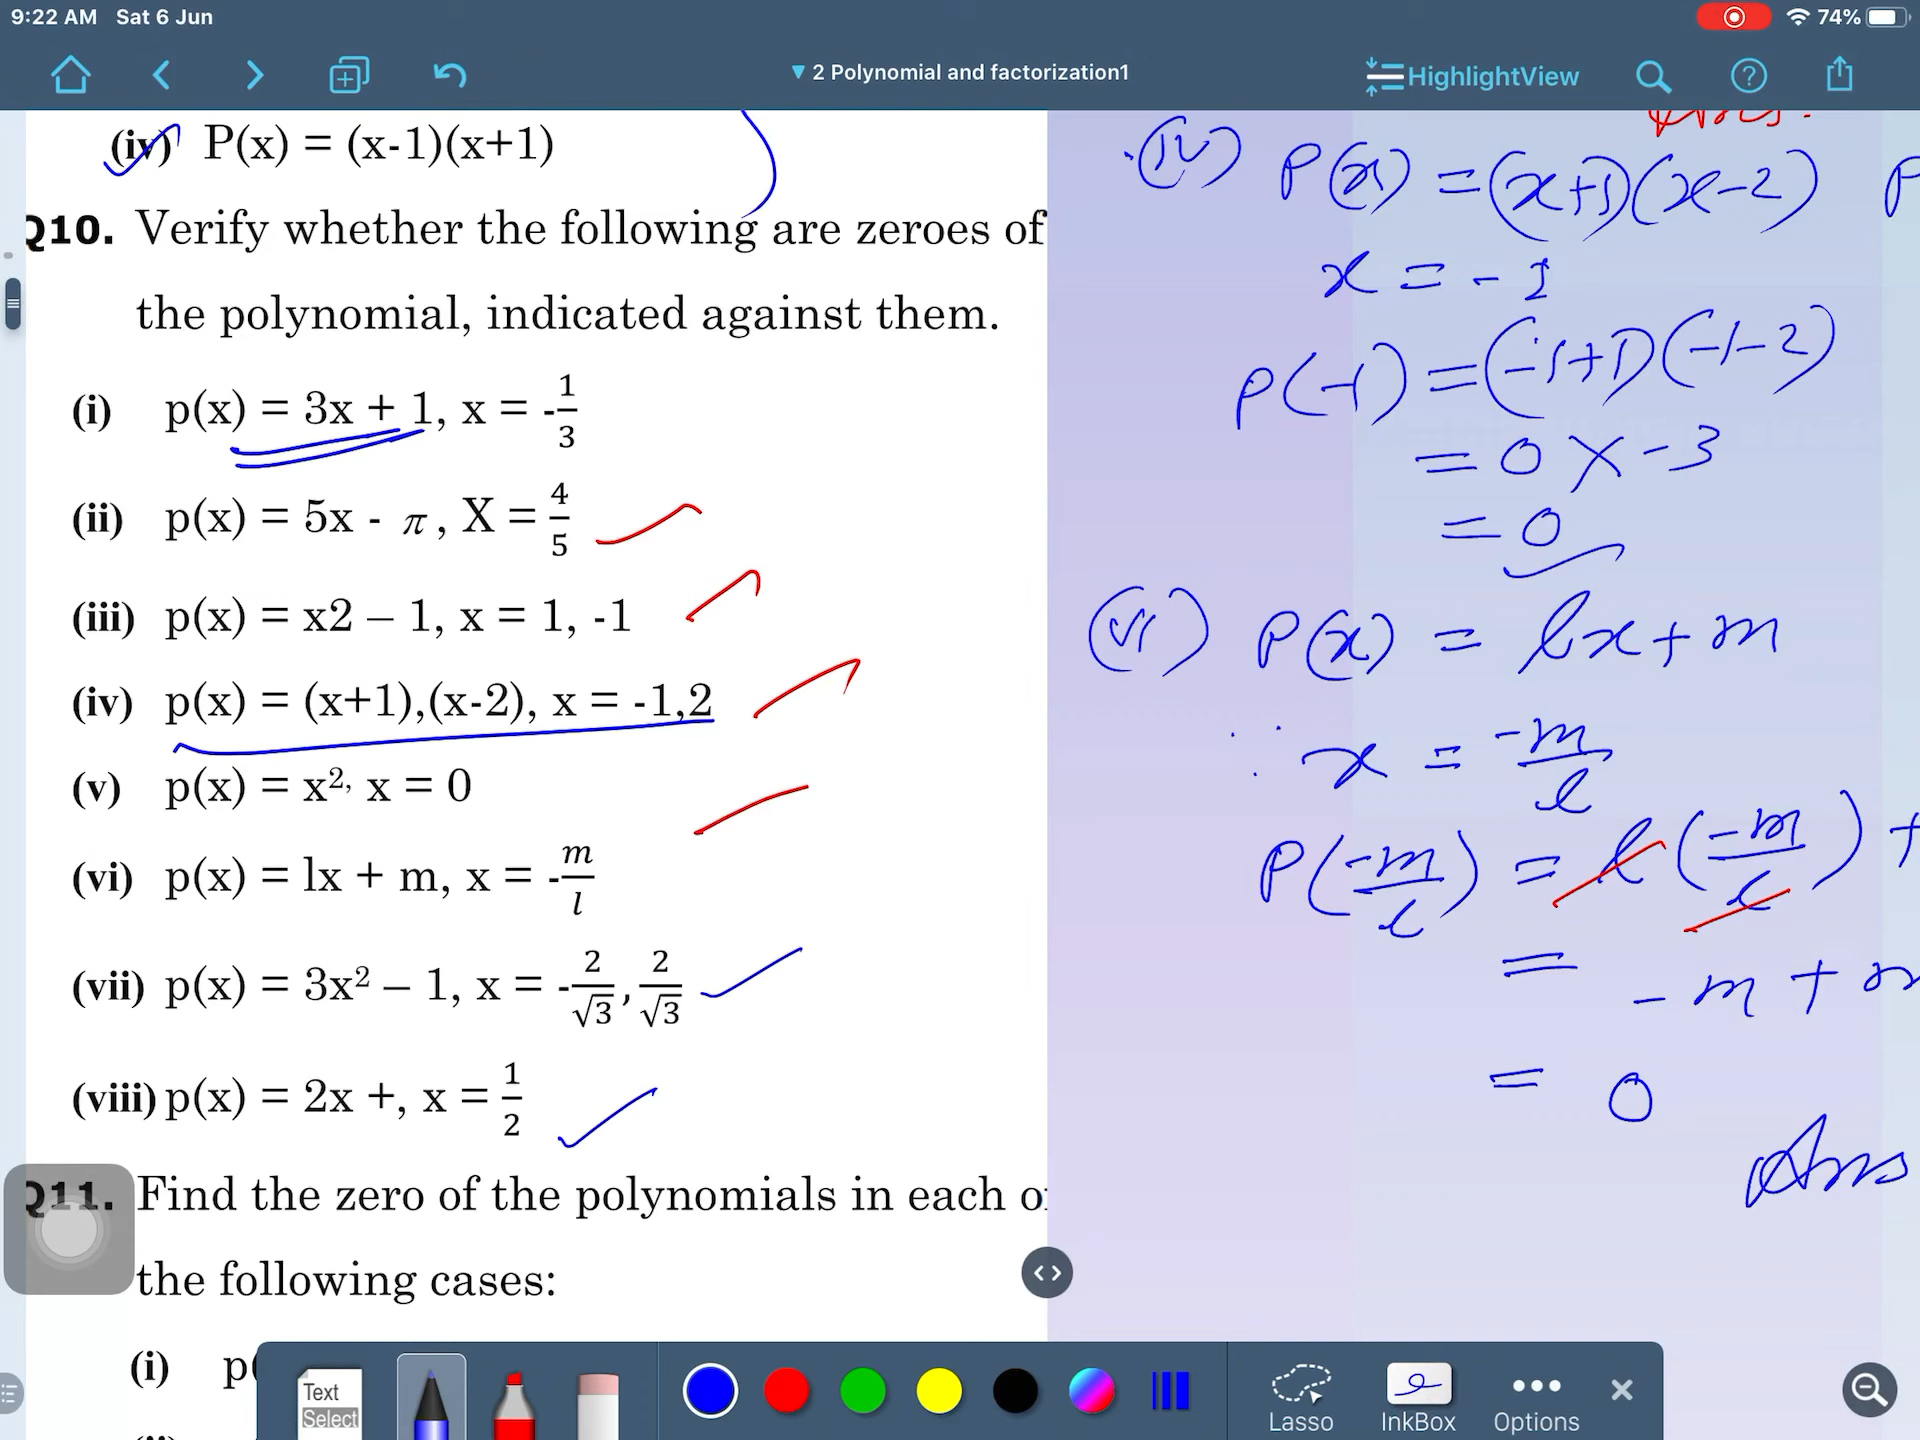 9:22 AM Sat 6 Jun
74%
▼ 2 Polynomial and factorization1
HighlightView
(iv) P(x) = (x-1)(x+1)
Q10. Verify whether the following are zeroes of
the polynomial, indicated against them.
(i) p(x) = 3x + 1, x = -1/3
(ii) p(x) = 5x - π, X = 4/5
(iii) p(x) = x2 – 1, x = 1, -1
(iv) p(x) = (x+1),(x-2), x = -1,2
(v) p(x) = x², x = 0
(vi) p(x) = lx + m, x = -m/l
(vii) p(x) = 3x² – 1, x = -2/√3, 2/√3
(viii) p(x) = 2x +, x = 1/2
Q11. Find the zero of the polynomials in each
the following cases:
(i) p(
(iv) P(x) = (x+1)(x-2) P
x = -1
P(-1) = (-1+1)(-1-2)
= 0 X -3
= 0
(vi) P(x) = lx + m
∵ x = -m/l
P(-m/l) = l(-m/l) +
= -m + m
= 0
Ans
Text
Select
Lasso
InkBox
Options